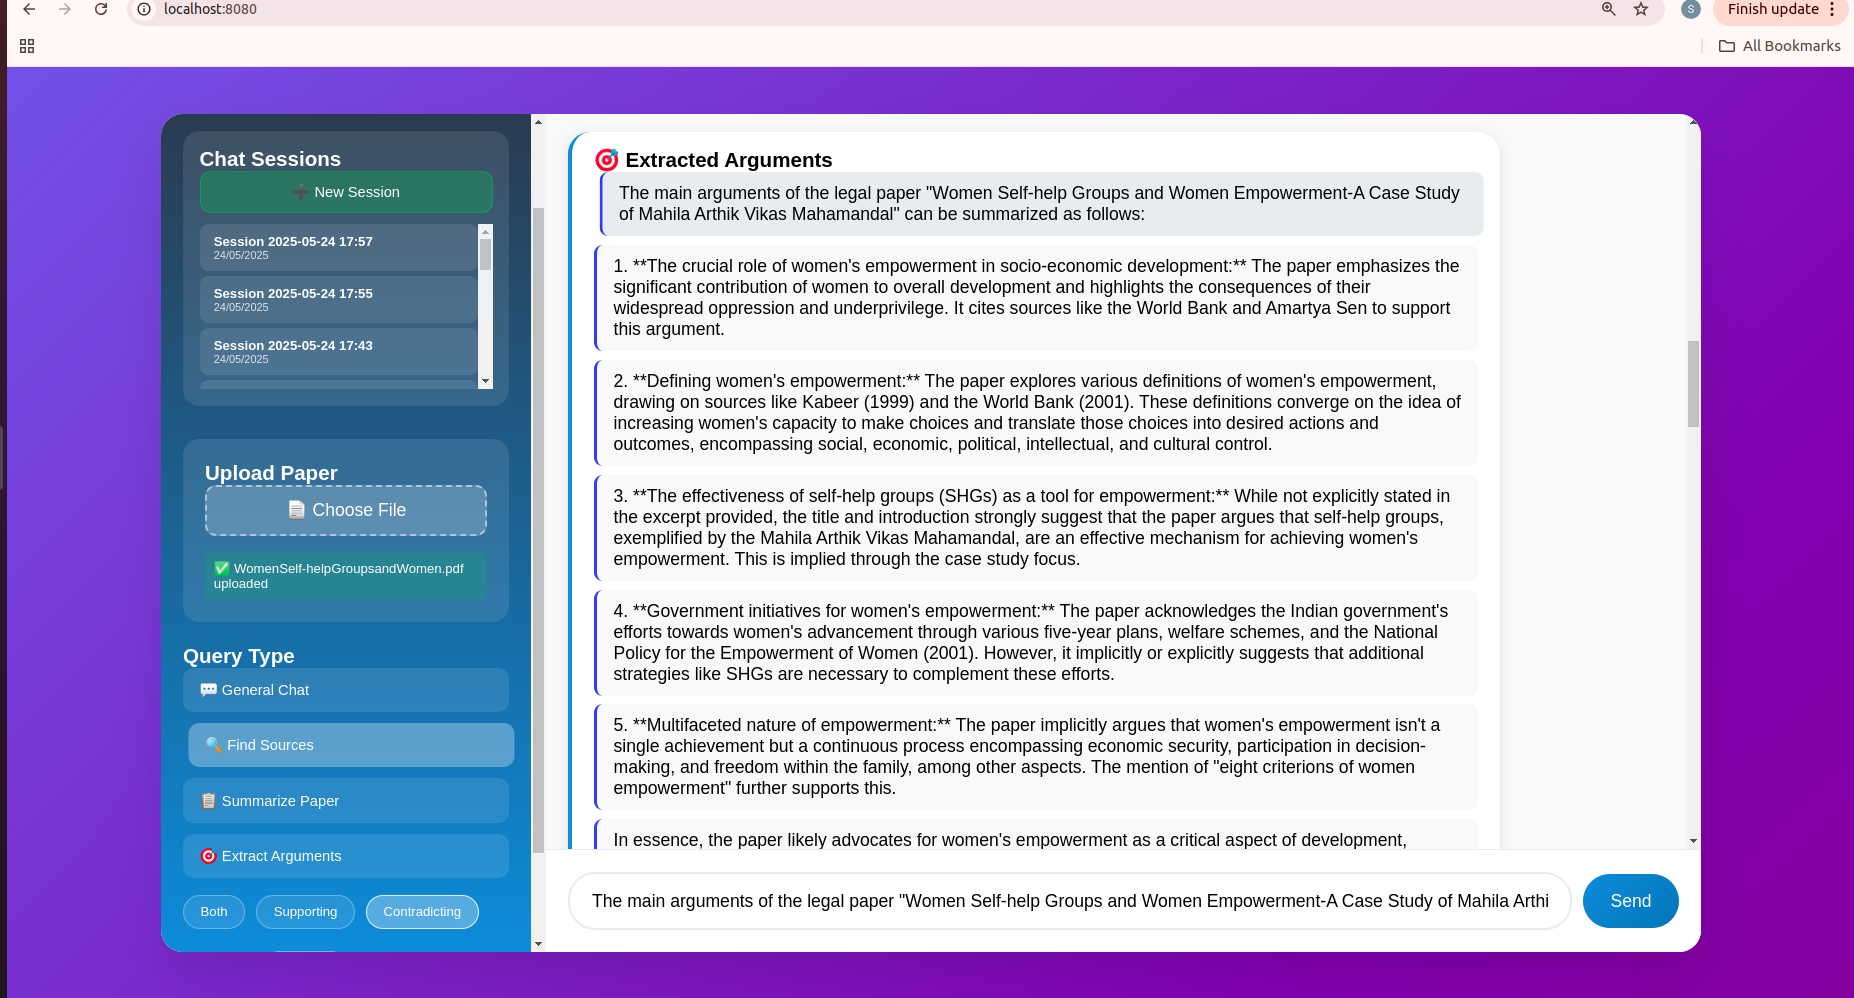 localhost:8080
S
Finish update
All Bookmarks
Chat Sessions
➕ New Session
Session 2025-05-24 17:57
24/05/2025
Session 2025-05-24 17:55
24/05/2025
Session 2025-05-24 17:43
24/05/2025
Upload Paper
📄 Choose File
✅ WomenSelf-helpGroupsandWomen.pdf
uploaded
Query Type
💬 General Chat
🔍 Find Sources
📋 Summarize Paper
🎯 Extract Arguments
Both
Supporting
Contradicting
🎯 Extracted Arguments
The main arguments of the legal paper "Women Self-help Groups and Women Empowerment-A Case Study
of Mahila Arthik Vikas Mahamandal" can be summarized as follows:
1. **The crucial role of women's empowerment in socio-economic development:** The paper emphasizes the
significant contribution of women to overall development and highlights the consequences of their
widespread oppression and underprivilege. It cites sources like the World Bank and Amartya Sen to support
this argument.
2. **Defining women's empowerment:** The paper explores various definitions of women's empowerment,
drawing on sources like Kabeer (1999) and the World Bank (2001). These definitions converge on the idea of
increasing women's capacity to make choices and translate those choices into desired actions and
outcomes, encompassing social, economic, political, intellectual, and cultural control.
3. **The effectiveness of self-help groups (SHGs) as a tool for empowerment:** While not explicitly stated in
the excerpt provided, the title and introduction strongly suggest that the paper argues that self-help groups,
exemplified by the Mahila Arthik Vikas Mahamandal, are an effective mechanism for achieving women's
empowerment. This is implied through the case study focus.
4. **Government initiatives for women's empowerment:** The paper acknowledges the Indian government's
efforts towards women's advancement through various five-year plans, welfare schemes, and the National
Policy for the Empowerment of Women (2001). However, it implicitly or explicitly suggests that additional
strategies like SHGs are necessary to complement these efforts.
5. **Multifaceted nature of empowerment:** The paper implicitly argues that women's empowerment isn't a
single achievement but a continuous process encompassing economic security, participation in decision-
making, and freedom within the family, among other aspects. The mention of "eight criterions of women
empowerment" further supports this.
In essence, the paper likely advocates for women's empowerment as a critical aspect of development,
The main arguments of the legal paper "Women Self-help Groups and Women Empowerment-A Case Study of Mahila Arthi
Send